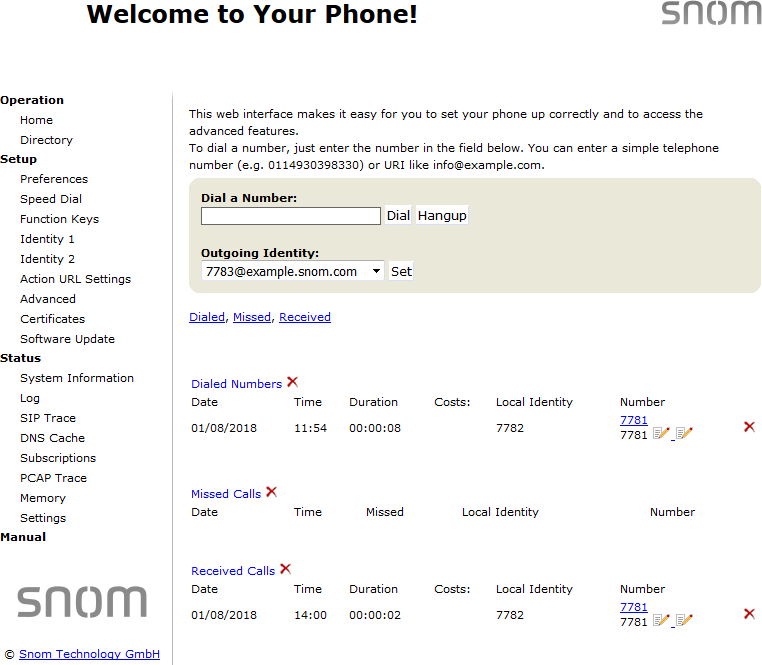 Welcome to Your Phone!
snom
Operation
Home
Directory
Setup
Preferences
Speed Dial
Function Keys
Identity 1
Identity 2
Action URL Settings
Advanced
Certificates
Software Update
Status
System Information
Log
SIP Trace
DNS Cache
Subscriptions
PCAP Trace
Memory
Settings
Manual
snom
© Snom Technology GmbH
This web interface makes it easy for you to set your phone up correctly and to access the
advanced features.
To dial a number, just enter the number in the field below. You can enter a simple telephone
number (e.g. 0114930398330) or URI like info@example.com.
Dial a Number:
Dial Hangup
Outgoing Identity:
7783@example.snom.com Set
Dialed, Missed, Received
Dialed Numbers
Date Time Duration Costs: Local Identity Number
7781
01/08/2018 11:54 00:00:08 7782
7781
Missed Calls
Date Time Missed Local Identity Number
Received Calls
Date Time Duration Costs: Local Identity Number
7781
01/08/2018 14:00 00:00:02 7782
7781